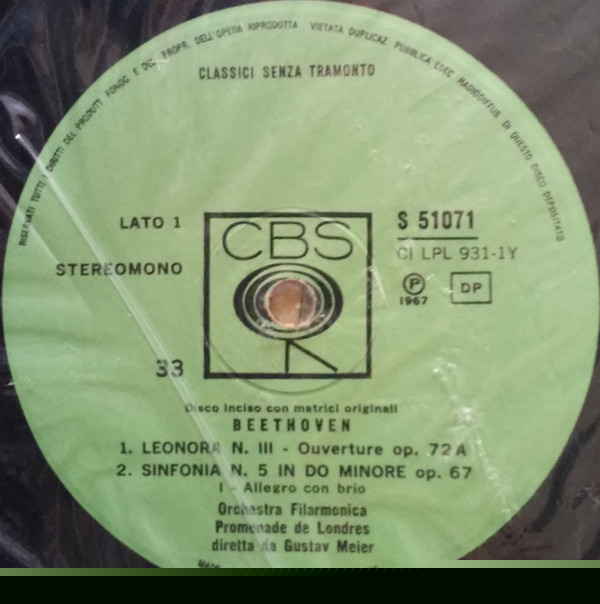 RISERVATI TUTTI I DIRITTI DEL PRODUTT. FONOG. E DEL PROPR. DELL'OPERA RIPRODOTTA VIETATA DUPLICAZ. PUBBLICA ESEC. RADIODIFFUS. DI QUESTO DISCO DEPOSITATO
CLASSICI SENZA TRAMONTO
LATO 1
STEREOMONO
33
CBS
S 51071
CI LPL 931-1Y
Ⓟ 1967
DP
Disco inciso con matrici originali
BEETHOVEN
1. LEONORA N. III - Ouverture op. 72A
2. SINFONIA N. 5 IN DO MINORE op. 67
I - Allegro con brio
Orchestra Filarmonica
Promenade de Londres
diretta da Gustav Meier
MADE